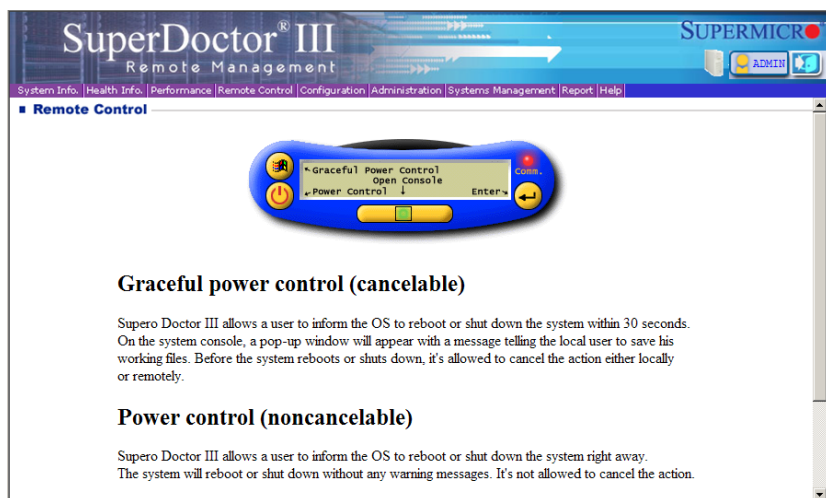 SuperDoctor® III
Remote Management
SUPERMICR
ADMIN
System Info. Health Info. Performance Remote Control Configuration Administration Systems Management Report Help
Remote Control
Graceful Power Control
Open Console
Power Control Enter
Comm.
Graceful power control (cancelable)
Supero Doctor III allows a user to inform the OS to reboot or shut down the system within 30 seconds.
On the system console, a pop-up window will appear with a message telling the local user to save his
working files. Before the system reboots or shuts down, it's allowed to cancel the action either locally
or remotely.
Power control (noncancelable)
Supero Doctor III allows a user to inform the OS to reboot or shut down the system right away.
The system will reboot or shut down without any warning messages. It's not allowed to cancel the action.